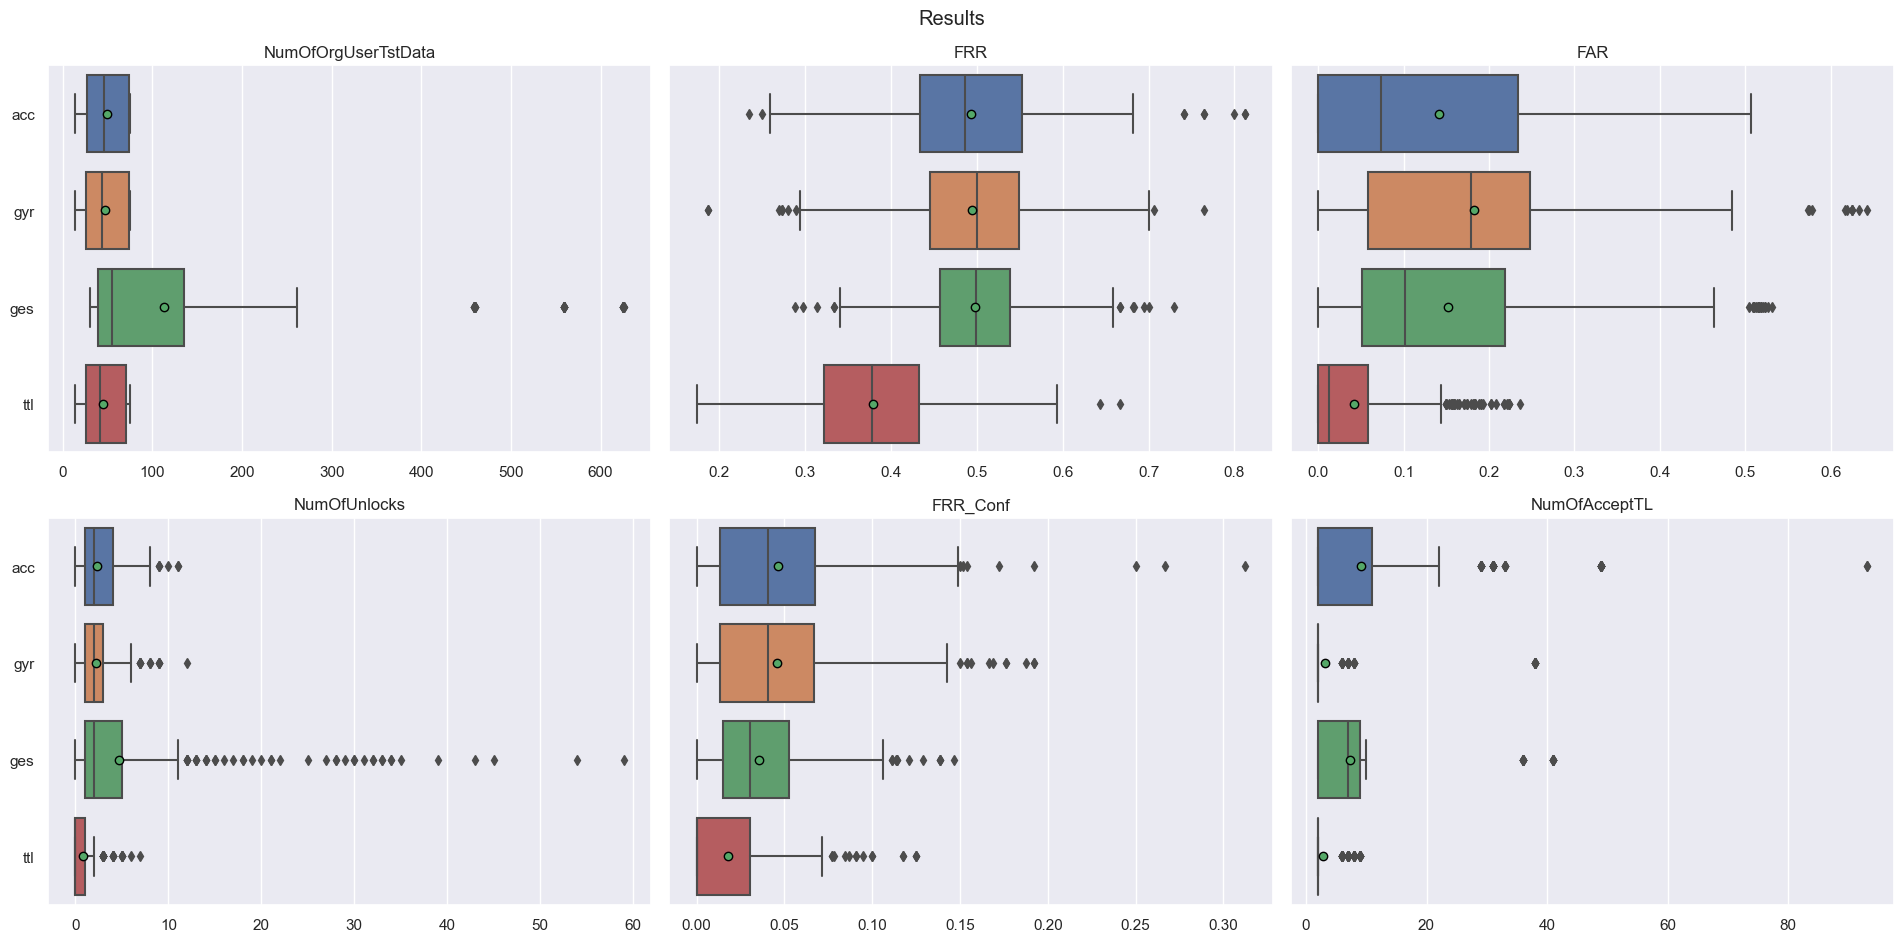 Results
NumOfOrgUserTstData
FRR
FAR
acc
gyr
ges
ttl
0 100 200 300 400 500 600
0.2 0.3 0.4 0.5 0.6 0.7 0.8
0.0 0.1 0.2 0.3 0.4 0.5 0.6
NumOfUnlocks
FRR_Conf
NumOfAcceptTL
acc
gyr
ges
ttl
0 10 20 30 40 50 60
0.00 0.05 0.10 0.15 0.20 0.25 0.30
0 20 40 60 80